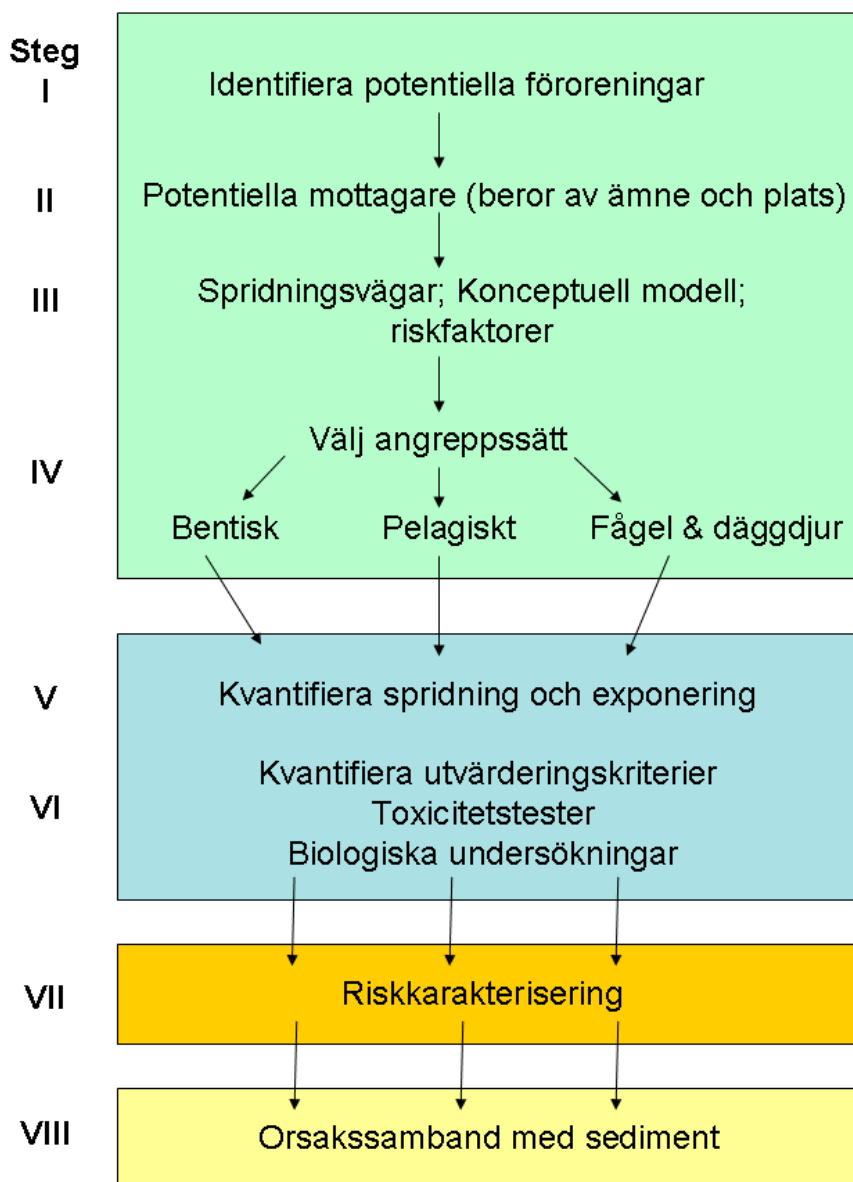 Steg
I
Identifiera potentiella föroreningar
II
Potentiella mottagare (beror av ämne och plats)
III
Spridningsvägar; Konceptuell modell;
riskfaktorer
Välj angreppssätt
IV
Bentisk Pelagiskt Fågel & däggdjur
V
Kvantifiera spridning och exponering
Kvantifiera utvärderingskriterier
VI
Toxicitetstester
Biologiska undersökningar
VII
Riskkarakterisering
VIII
Orsakssamband med sediment